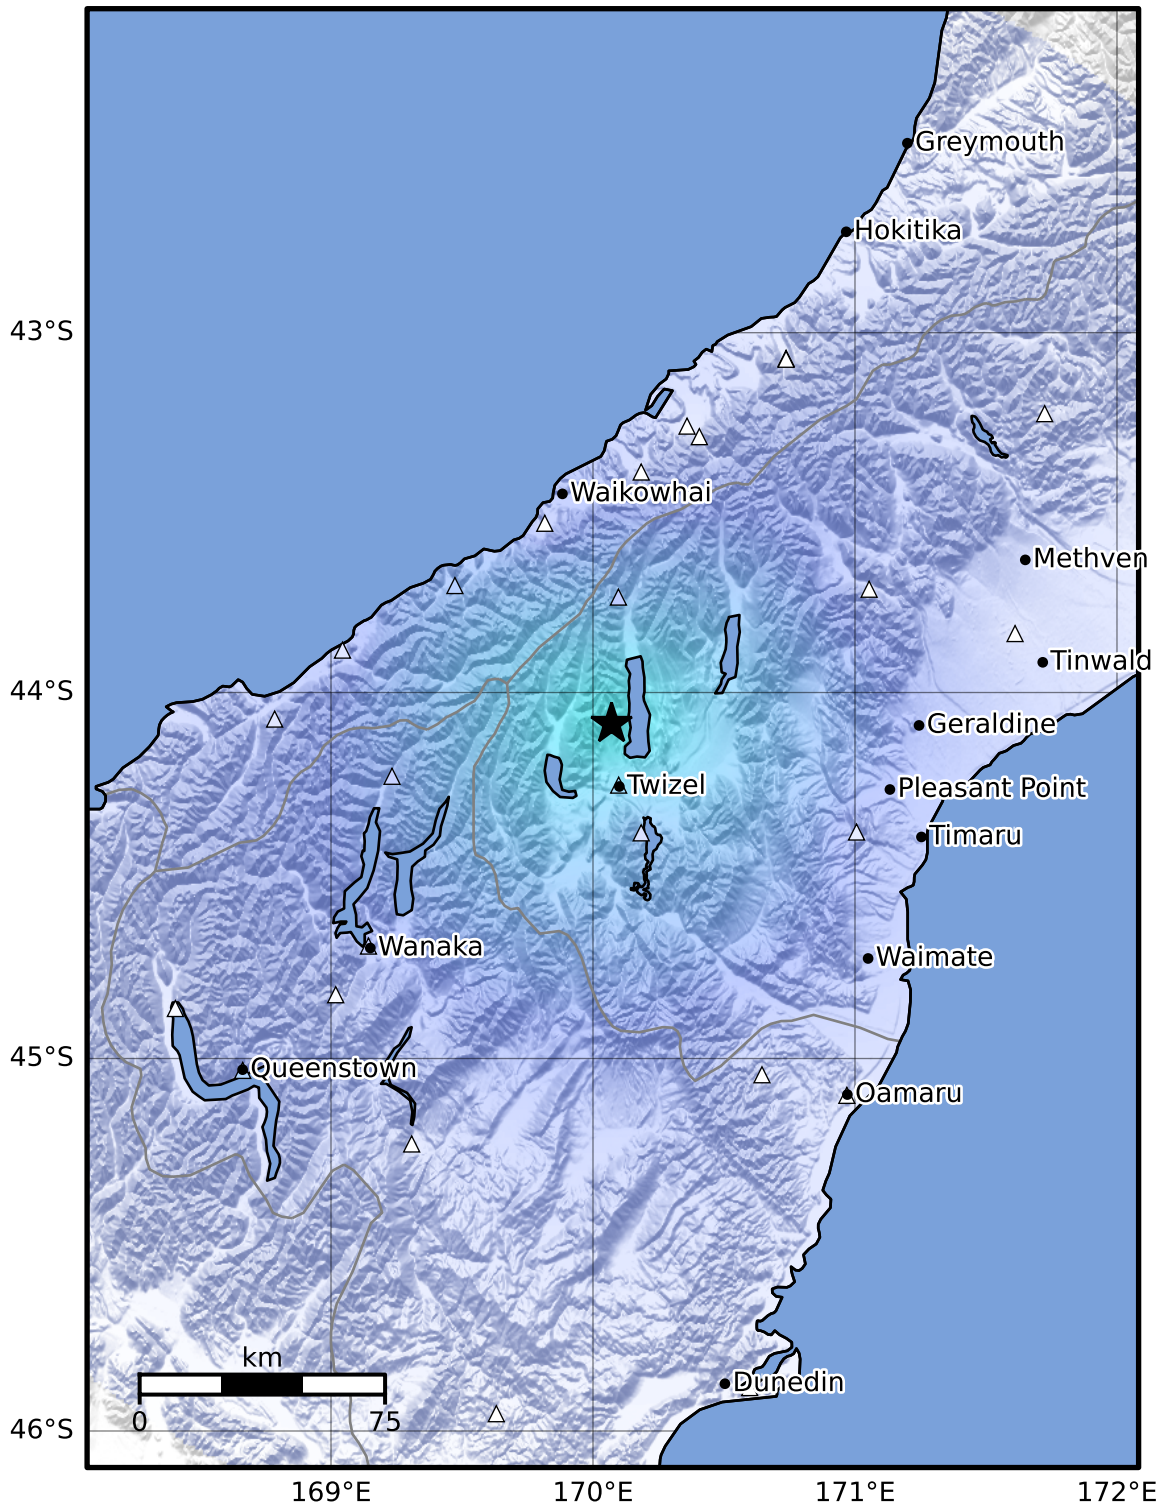 Greymouth
Hokitika
43°S
Waikowhai
Methven
Tinwald
44°S
Geraldine
Twizel
Pleasant Point
Timaru
Wanaka
Waimate
45°S
Queenstown
Oamaru
km
Dunedin
0 75
46°S
169°E 170°E 171°E 172°E